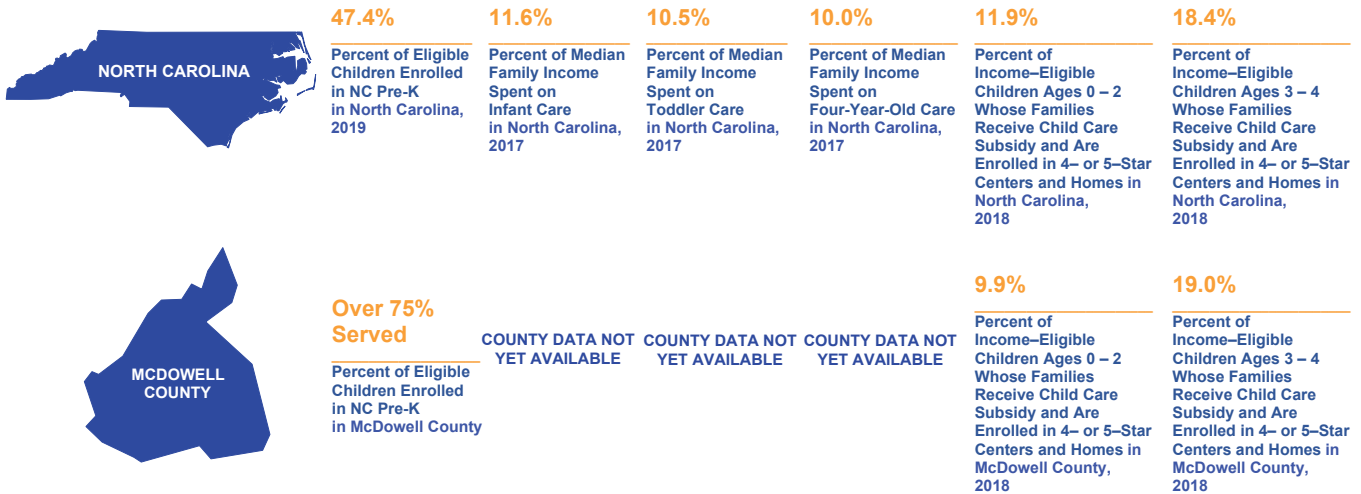 NORTH CAROLINA
47.4%
Percent of Eligible
Children Enrolled
in NC Pre-K
in North Carolina,
2019
11.6%
Percent of Median
Family Income
Spent on
Infant Care
in North Carolina,
2017
10.5%
Percent of Median
Family Income
Spent on
Toddler Care
in North Carolina,
2017
10.0%
Percent of Median
Family Income
Spent on
Four-Year-Old Care
in North Carolina,
2017
11.9%
Percent of
Income–Eligible
Children Ages 0 – 2
Whose Families
Receive Child Care
Subsidy and Are
Enrolled in 4– or 5–Star
Centers and Homes in
North Carolina,
2018
18.4%
Percent of
Income–Eligible
Children Ages 3 – 4
Whose Families
Receive Child Care
Subsidy and Are
Enrolled in 4– or 5–Star
Centers and Homes in
North Carolina,
2018
MCDOWELL
COUNTY
Over 75%
Served
Percent of Eligible
Children Enrolled
in NC Pre-K
in McDowell County
COUNTY DATA NOT
YET AVAILABLE
COUNTY DATA NOT
YET AVAILABLE
COUNTY DATA NOT
YET AVAILABLE
9.9%
Percent of
Income–Eligible
Children Ages 0 – 2
Whose Families
Receive Child Care
Subsidy and Are
Enrolled in 4– or 5–Star
Centers and Homes in
McDowell County,
2018
19.0%
Percent of
Income–Eligible
Children Ages 3 – 4
Whose Families
Receive Child Care
Subsidy and Are
Enrolled in 4– or 5–Star
Centers and Homes in
McDowell County,
2018